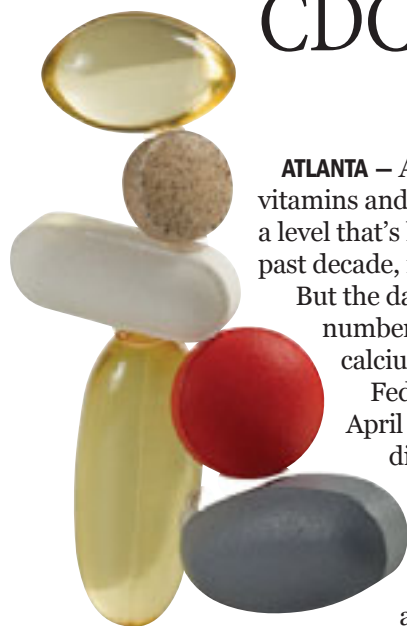 CDC
ATLANTA — A
vitamins and
a level that's
past decade,
But the da
number
calciu
Fed
April
di
a